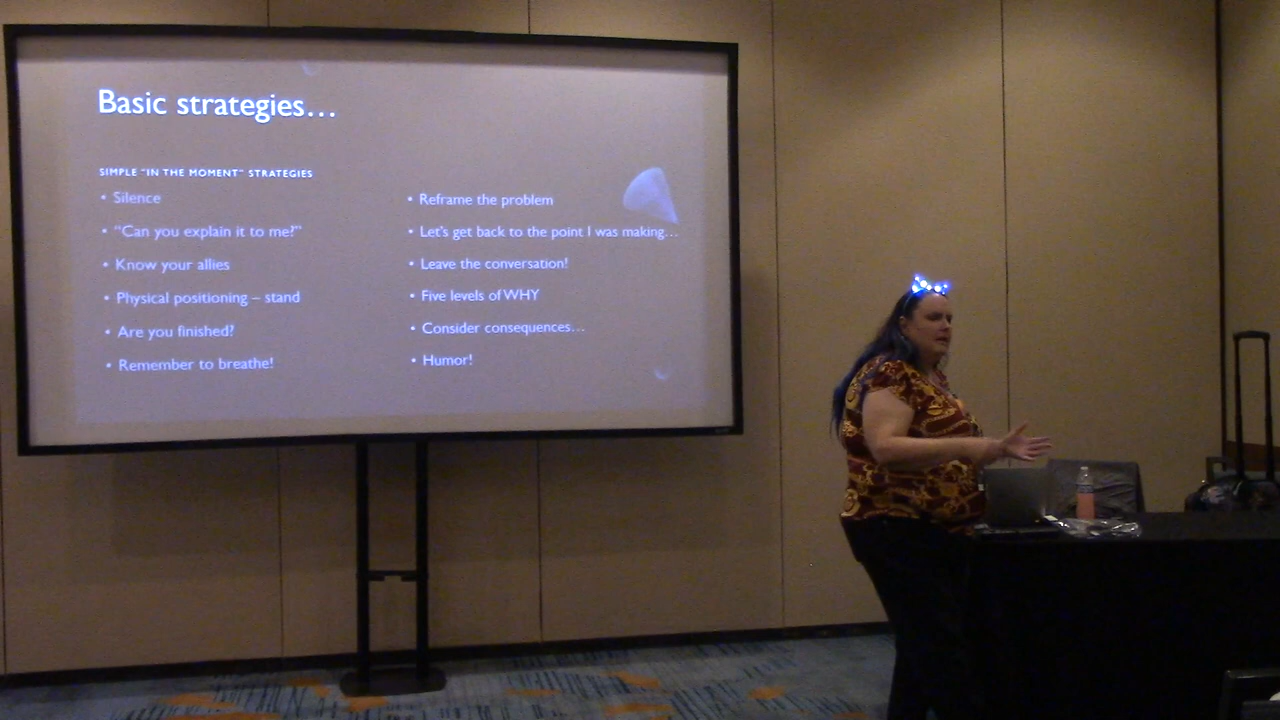 Basic strategies…
SIMPLE "IN THE MOMENT" STRATEGIES
• Silence
• "Can you explain it to me?"
• Know your allies
• Physical positioning – stand
• Are you finished?
• Remember to breathe!
• Reframe the problem
• Let's get back to the point I was making…
• Leave the conversation!
• Five levels of WHY
• Consider consequences…
• Humor!